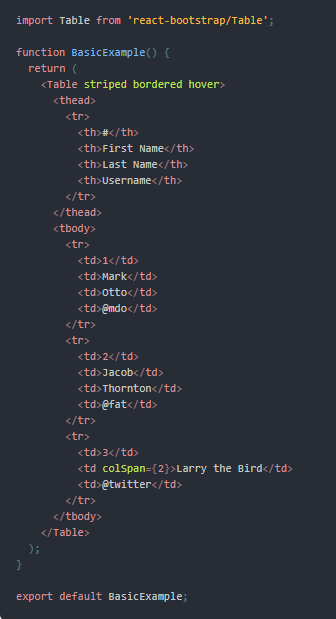 import Table from 'react-bootstrap/Table';

function BasicExample() {
  return (
    <Table striped bordered hover>
      <thead>
        <tr>
          <th>#</th>
          <th>First Name</th>
          <th>Last Name</th>
          <th>Username</th>
        </tr>
      </thead>
      <tbody>
        <tr>
          <td>1</td>
          <td>Mark</td>
          <td>Otto</td>
          <td>@mdo</td>
        </tr>
        <tr>
          <td>2</td>
          <td>Jacob</td>
          <td>Thornton</td>
          <td>@fat</td>
        </tr>
        <tr>
          <td>3</td>
          <td colSpan={2}>Larry the Bird</td>
          <td>@twitter</td>
        </tr>
      </tbody>
    </Table>
  );
}

export default BasicExample;